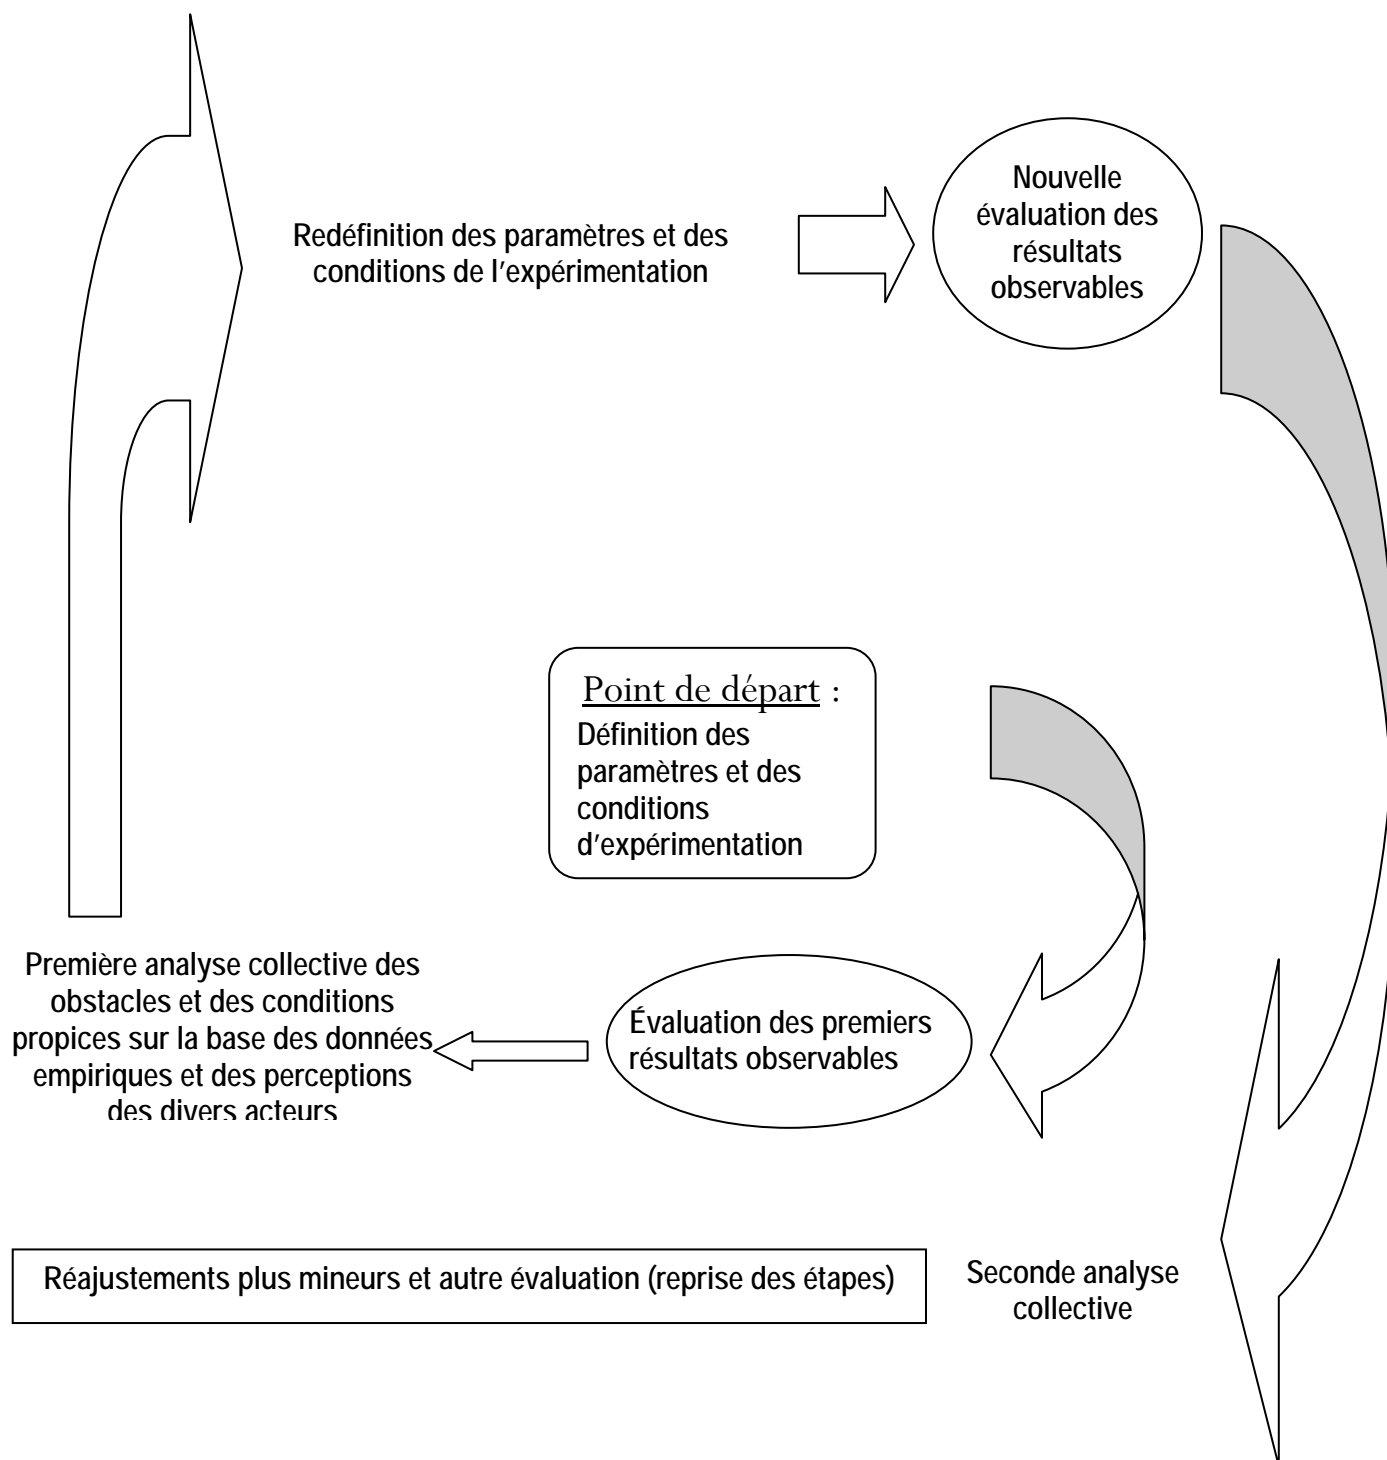 Nouvelle
évaluation des
résultats
observables
Redéfinition des paramètres et des
conditions de l'expérimentation
Point de départ :
Définition des
paramètres et des
conditions
d'expérimentation
Première analyse collective des
obstacles et des conditions
propices sur la base des données
empiriques et des perceptions
des divers acteurs
Évaluation des premiers
résultats observables
Réajustements plus mineurs et autre évaluation (reprise des étapes)
Seconde analyse
collective